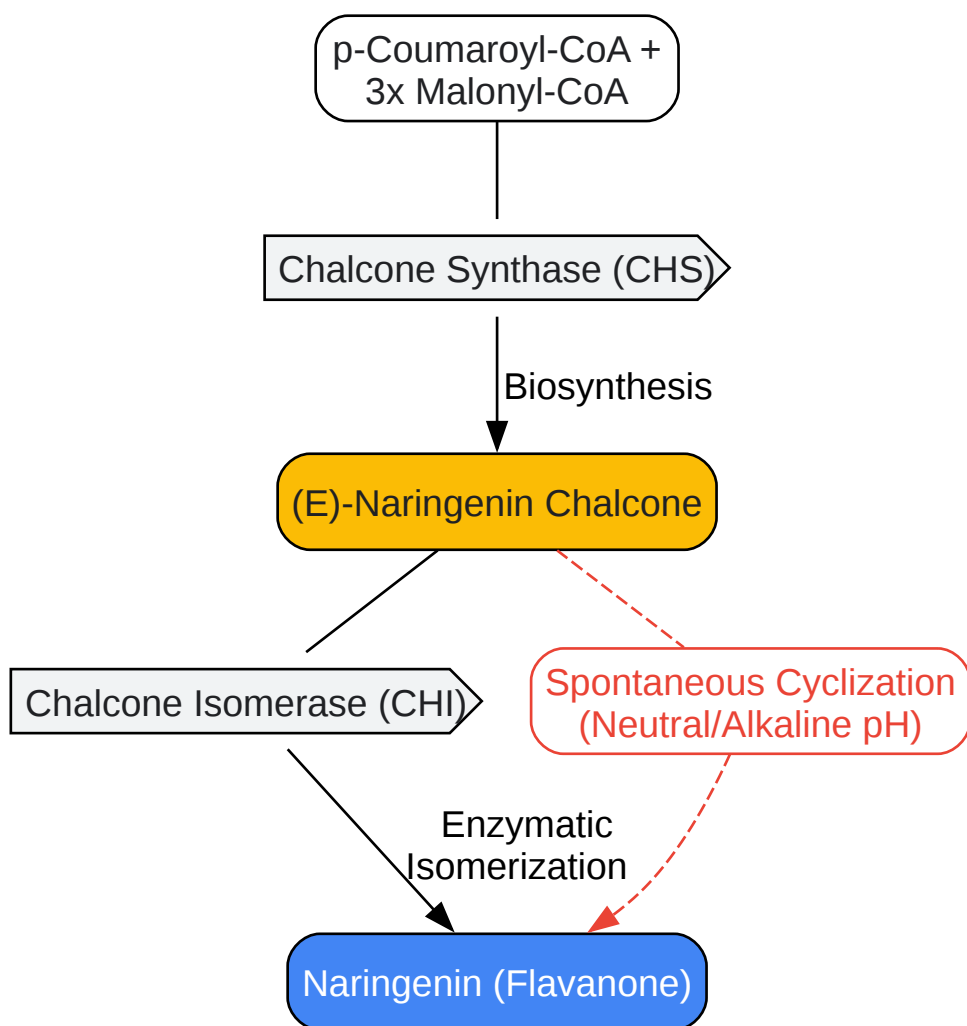 p-Coumaroyl-CoA +
3x Malonyl-CoA
Chalcone Synthase (CHS)
Biosynthesis
(E)-Naringenin Chalcone
Chalcone Isomerase (CHI)
Spontaneous Cyclization
(Neutral/Alkaline pH)
Enzymatic
Isomerization
Naringenin (Flavanone)